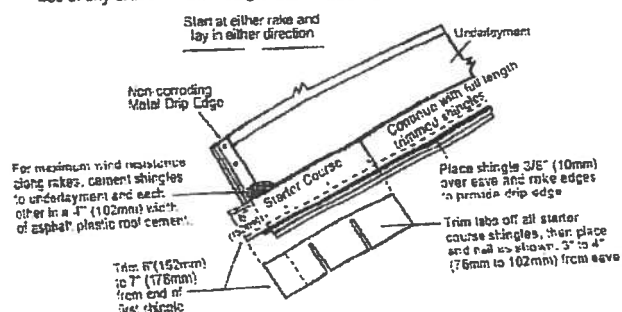 Start at either rake and
lay in either direction
Underlayment
Non-corroding
Metal Drip Edge
Continue with full length
trimmed shingles
Starter Course
For maximum wind resistance
along rakes, cement shingles
to underlayment and each
other in a 4" (102mm) width
of asphalt plastic roof cement.
Place shingle 3/8" (10mm)
over eave and rake edges
to provide drip edge
Trim tabs off all starter
course shingles, then place
and nail as shown, 3" to 4"
(76mm to 102mm) from eave
Trim 6" (152mm)
to 7" (178mm)
from end of
first shingle